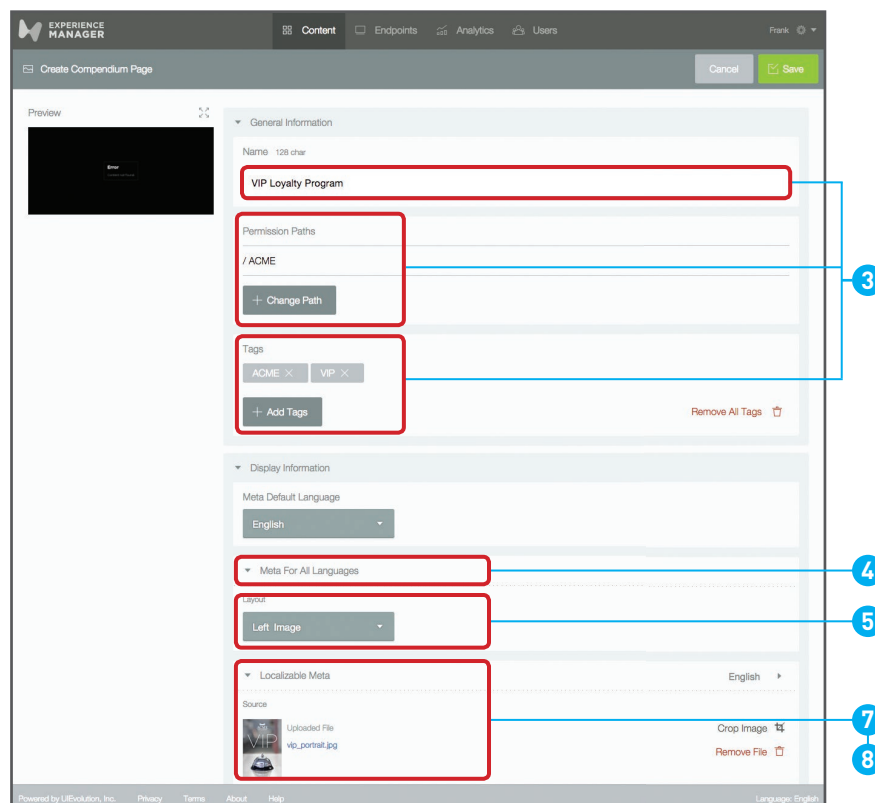 EXPERIENCE
MANAGER
Content
Endpoints
Analytics
Users
Frank
Create Compendium Page
Cancel
Save
Preview
Error
General Information
Name 128 char
VIP Loyalty Program
Permission Paths
/ ACME
+ Change Path
3
Tags
ACME ×
VIP ×
+ Add Tags
Remove All Tags
Display Information
Meta Default Language
English
Meta For All Languages
4
Layout
Left Image
5
Localizable Meta
English
Source
Uploaded File
vip_portrait.jpg
VIP
Crop Image
7
Remove File
8
Powered by UIEvolution, Inc.
Privacy
Terms
About
Help
Language: English